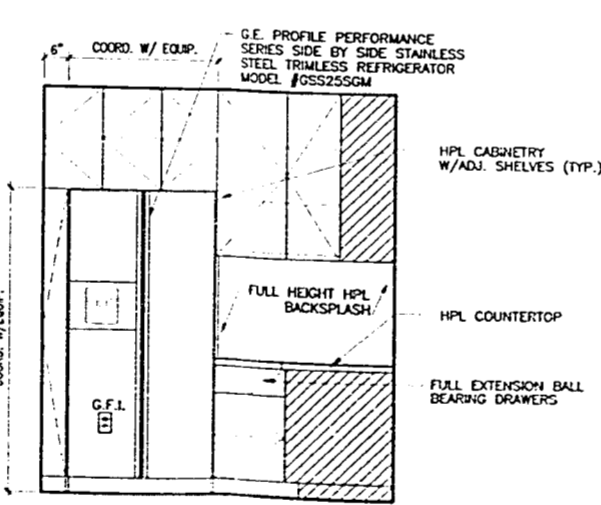 G.E. PROFILE PERFORMANCE
SERIES SIDE BY SIDE STAINLESS
STEEL TRIMLESS REFRIGERATOR
MODEL #GSS25SGM
6" COORD. W/ EQUIP.
HPL CABINETRY
W/ADJ. SHELVES (TYP.)
FULL HEIGHT HPL
BACKSPLASH
HPL COUNTERTOP
FULL EXTENSION BALL
BEARING DRAWERS
G.F.I.